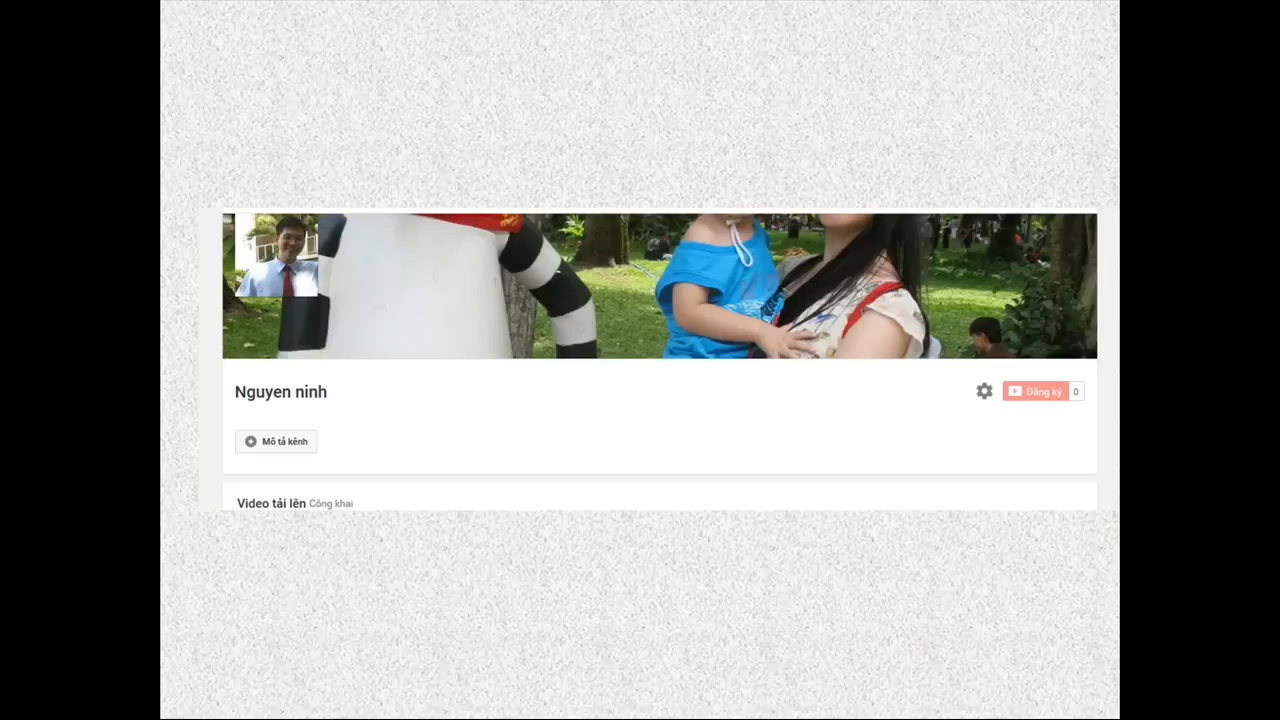 Nguyen ninh
Đăng ký 0
Mô tả kênh
Video tải lên Công khai